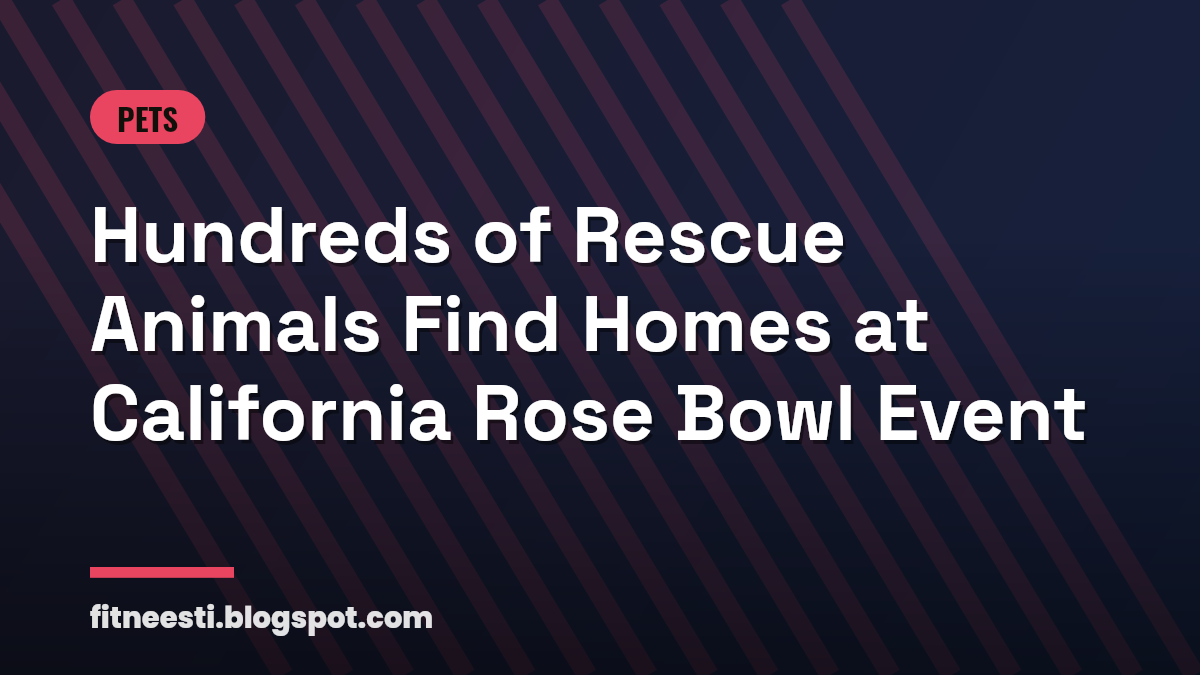 PETS
Hundreds of Rescue
Animals Find Homes at
California Rose Bowl Event
fitneesti.blogspot.com